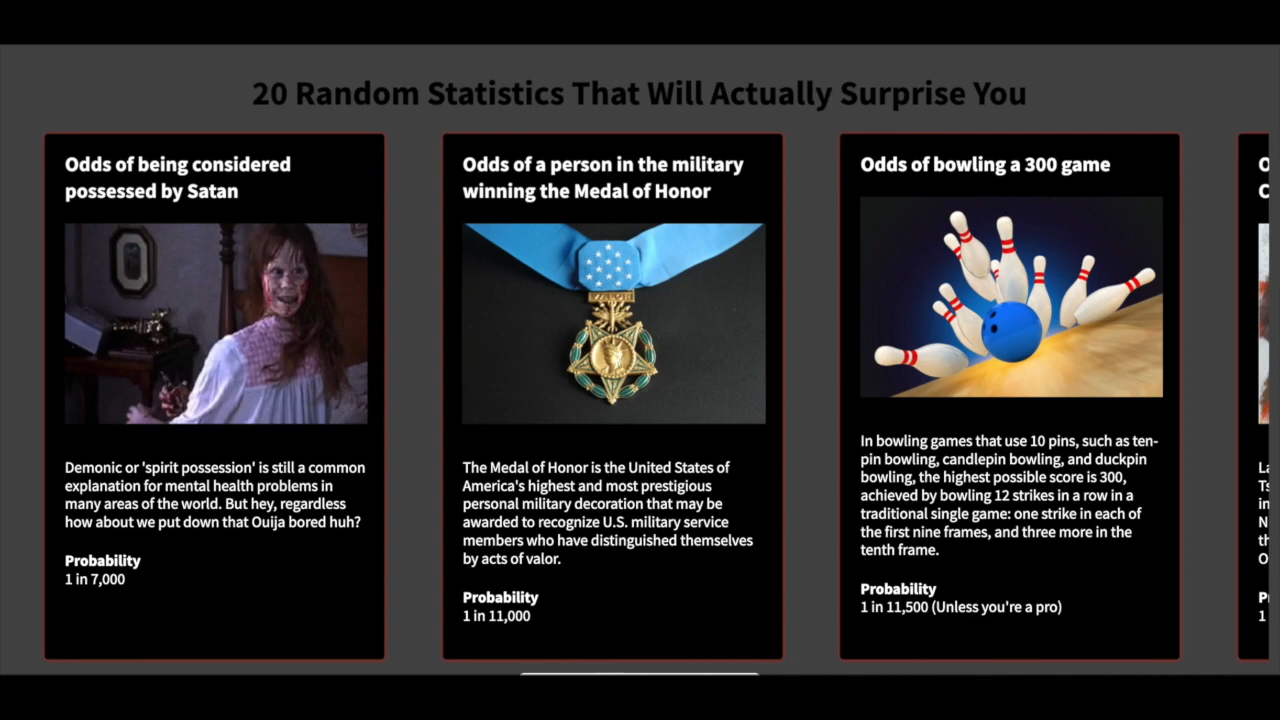 20 Random Statistics That Will Actually Surprise You
Odds of being considered
possessed by Satan
Demonic or 'spirit possession' is still a common
explanation for mental health problems in
many areas of the world. But hey, regardless
how about we put down that Ouija bored huh?
Probability
1 in 7,000
Odds of a person in the military
winning the Medal of Honor
The Medal of Honor is the United States of
America's highest and most prestigious
personal military decoration that may be
awarded to recognize U.S. military service
members who have distinguished themselves
by acts of valor.
Probability
1 in 11,000
Odds of bowling a 300 game
In bowling games that use 10 pins, such as ten-
pin bowling, candlepin bowling, and duckpin
bowling, the highest possible score is 300,
achieved by bowling 12 strikes in a row in a
traditional single game: one strike in each of
the first nine frames, and three more in the
tenth frame.
Probability
1 in 11,500 (Unless you're a pro)